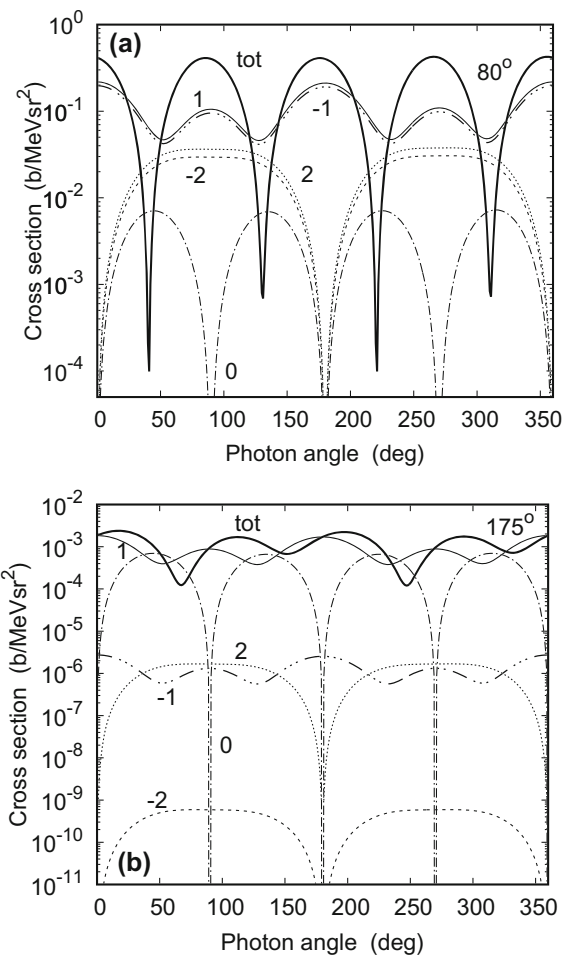 (a)
tot
80°
1
-1
-2
2
0
10^0
10^-1
10^-2
10^-3
10^-4
Cross section (b/MeVsr^2)
0 50 100 150 200 250 300 350
Photon angle (deg)
tot
175°
1
2
-1
0
-2
(b)
10^-2
10^-3
10^-4
10^-5
10^-6
10^-7
10^-8
10^-9
10^-10
10^-11
Cross section (b/MeVsr^2)
0 50 100 150 200 250 300 350
Photon angle (deg)